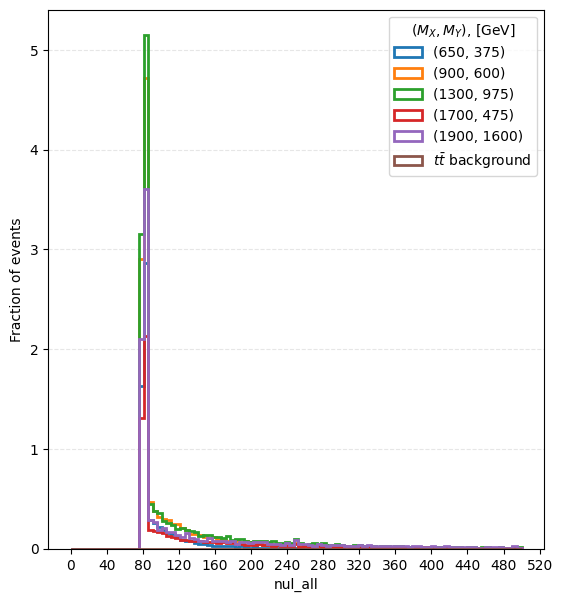 (M_X, M_Y), [GeV]
(650, 375)
(900, 600)
(1300, 975)
(1700, 475)
(1900, 1600)
tt̄ background
Fraction of events
5
4
3
2
1
0
0 40 80 120 160 200 240 280 320 360 400 440 480 520
nul_all